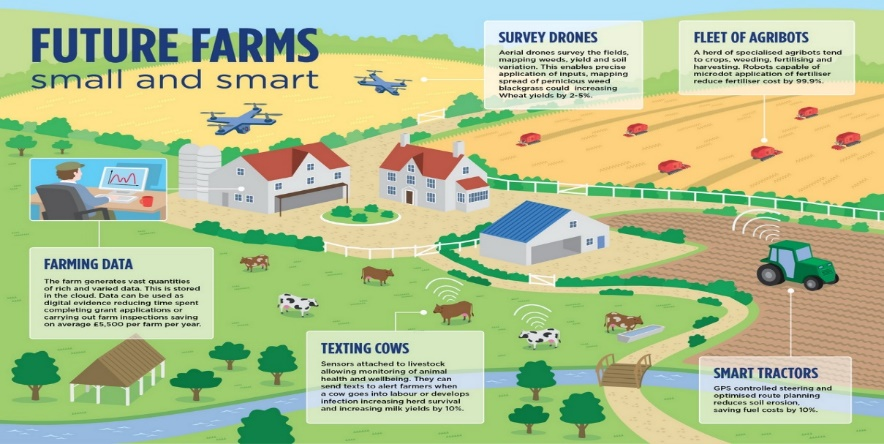 FUTURE FARMS
small and smart
SURVEY DRONES
Aerial drones survey the fields,
mapping weeds, yield and soil
variation. This enables precise
application of inputs, mapping
spread of pernicious weed
blackgrass could increasing
Wheat yields by 2-5%.
FLEET OF AGRIBOTS
A herd of specialised agribots tend
to crops, weeding, fertilising and
harvesting. Robots capable of
microdot application of fertiliser
reduce fertiliser cost by 99.9%.
FARMING DATA
The farm generates vast quantities
of rich and varied data. This is stored
in the cloud. Data can be used as
digital evidence reducing time spent
completing grant applications or
carrying out farm inspections saving
on average £5,500 per farm per year.
TEXTING COWS
Sensors attached to livestock
allowing monitoring of animal
health and wellbeing. They can
send texts to alert farmers when
a cow goes into labour or develops
infection increasing herd survival
and increasing milk yields by 10%.
SMART TRACTORS
GPS controlled steering and
optimised route planning
reduces soil erosion,
saving fuel costs by 10%.